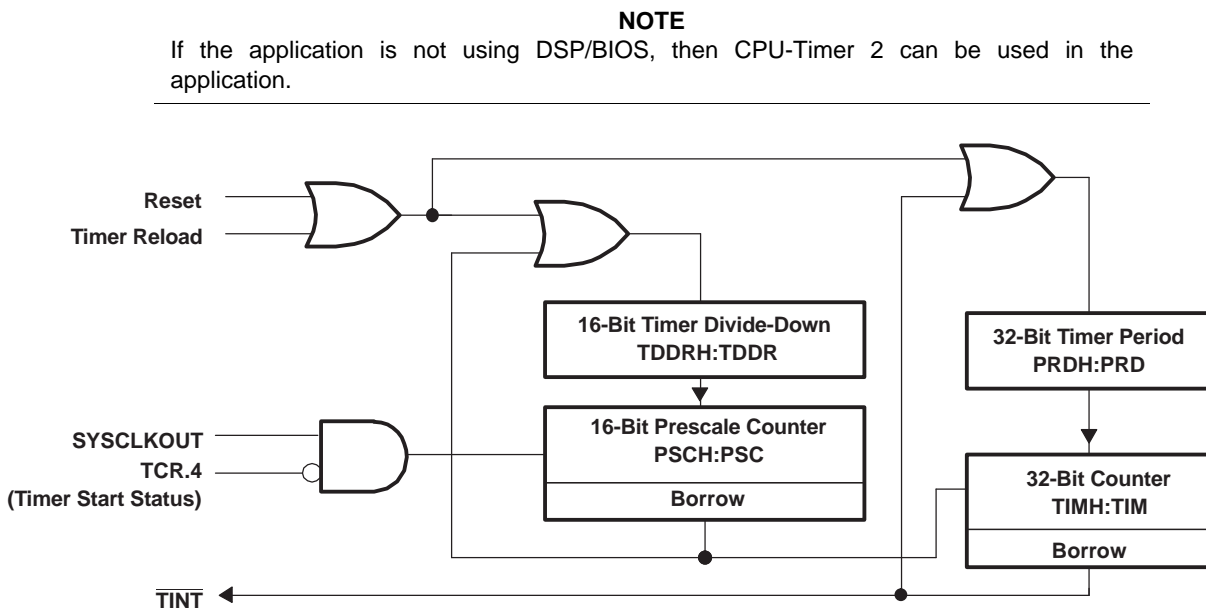 NOTE
If the application is not using DSP/BIOS, then CPU-Timer 2 can be used in the
application.
Reset
Timer Reload
16-Bit Timer Divide-Down
TDDRH:TDDR
32-Bit Timer Period
PRDH:PRD
SYSCLKOUT
TCR.4
(Timer Start Status)
16-Bit Prescale Counter
PSCH:PSC
Borrow
32-Bit Counter
TIMH:TIM
Borrow
TINT